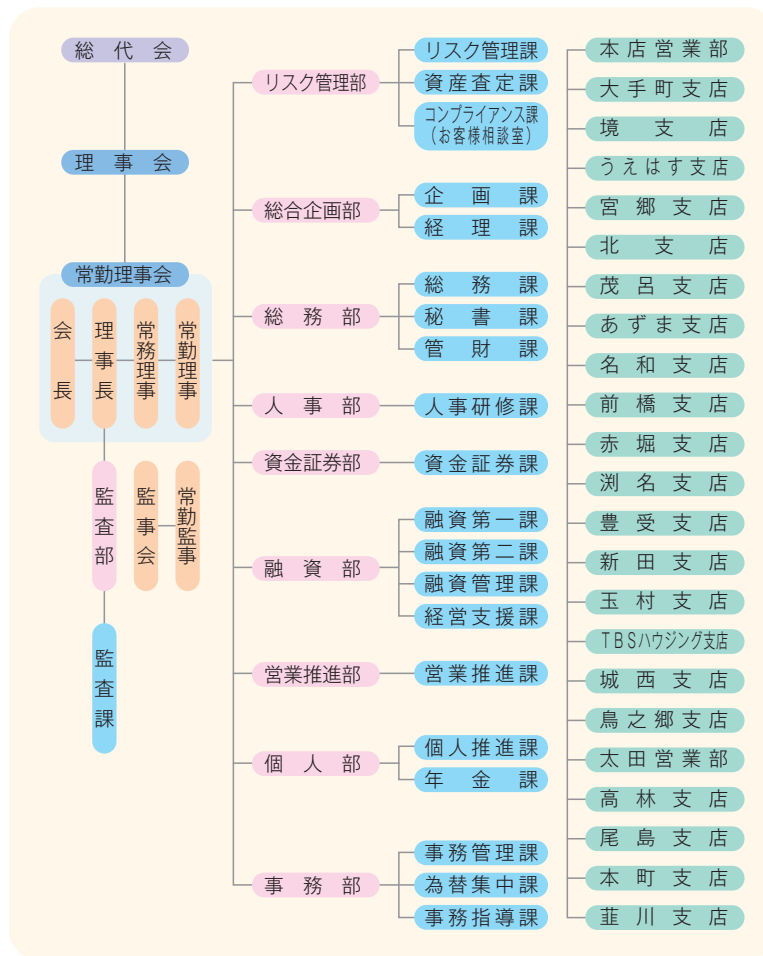 総代会
理事会
常勤理事会
会長
理事長
常務理事
常勤理事
監査部
監事会
常勤監事
監査課
リスク管理部
リスク管理課
資産査定課
コンプライアンス課
(お客様相談室)
総合企画部
企画課
経理課
総務部
総務課
秘書課
管財課
人事部
人事研修課
資金証券部
資金証券課
融資部
融資第一課
融資第二課
融資管理課
経営支援課
営業推進部
営業推進課
個人部
個人推進課
年金課
事務部
事務管理課
為替集中課
事務指導課
本店営業部
大手町支店
境支店
うえはす支店
宮郷支店
北支店
茂呂支店
あずま支店
名和支店
前橋支店
赤堀支店
渕名支店
豊受支店
新田支店
玉村支店
TBSハウジング支店
城西支店
鳥之郷支店
太田営業部
高林支店
尾島支店
本町支店
韮川支店